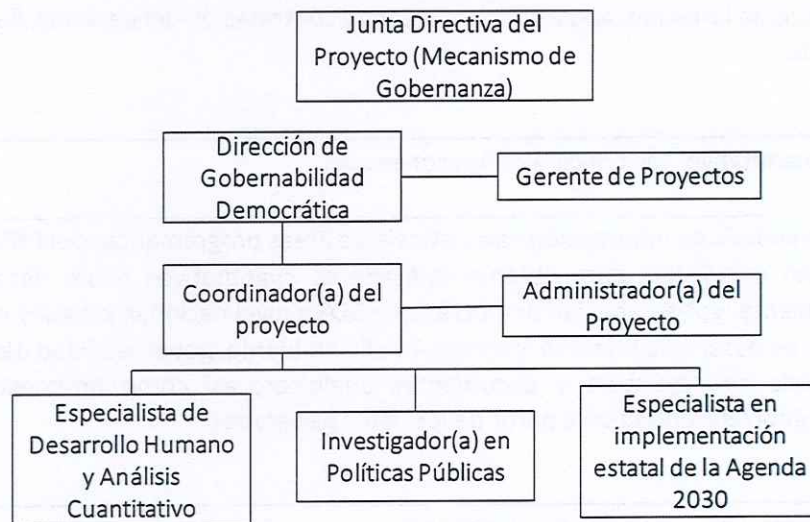 Junta Directiva del
Proyecto (Mecanismo de
Gobernanza)
Dirección de
Gobernabilidad
Democrática
Gerente de Proyectos
Coordinador(a) del
proyecto
Administrador(a) del
Proyecto
Especialista de
Desarrollo Humano
y Análisis
Cuantitativo
Investigador(a) en
Políticas Públicas
Especialista en
implementación
estatal de la Agenda
2030